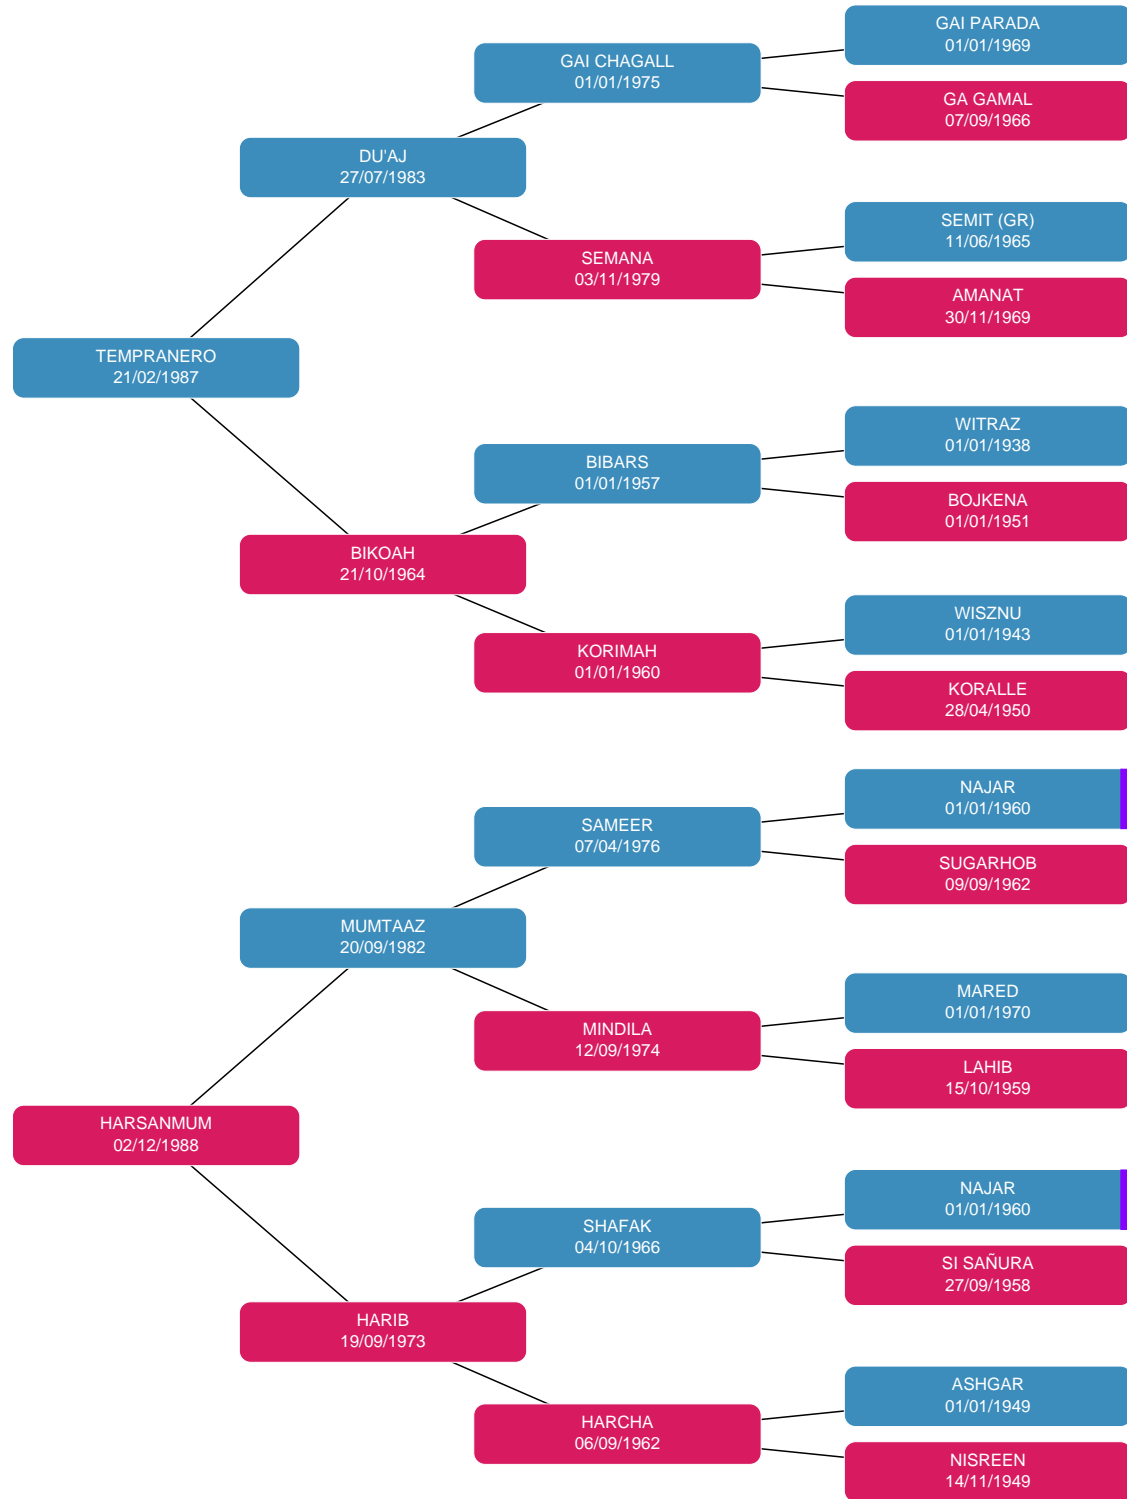 GAI PARADA
01/01/1969
GAI CHAGALL
01/01/1975
GA GAMAL
07/09/1966
DU'AJ
27/07/1983
SEMIT (GR)
11/06/1965
SEMANA
03/11/1979
AMANAT
30/11/1969
TEMPRANERO
21/02/1987
WITRAZ
01/01/1938
BIBARS
01/01/1957
BOJKENA
01/01/1951
BIKOAH
21/10/1964
WISZNU
01/01/1943
KORIMAH
01/01/1960
KORALLE
28/04/1950
NAJAR
01/01/1960
SAMEER
07/04/1976
SUGARHOB
09/09/1962
MUMTAAZ
20/09/1982
MARED
01/01/1970
MINDILA
12/09/1974
LAHIB
15/10/1959
HARSANMUM
02/12/1988
NAJAR
01/01/1960
SHAFAK
04/10/1966
SI SAÑURA
27/09/1958
HARIB
19/09/1973
ASHGAR
01/01/1949
HARCHA
06/09/1962
NISREEN
14/11/1949